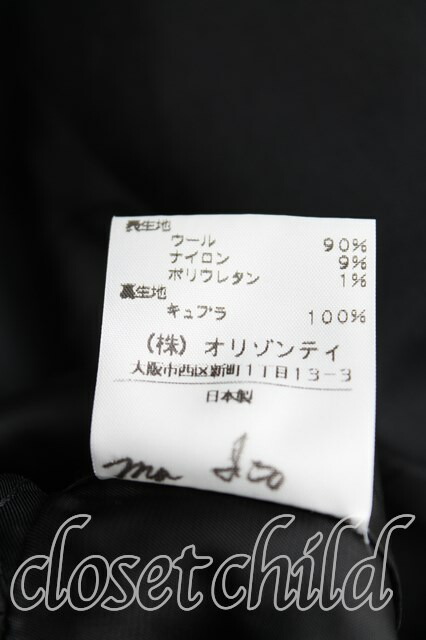 表生地
ウール 90%
ナイロン 9%
ポリウレタン 1%
裏生地
キュプラ 100%
(株) オリゾンティ
大阪市西区新町1丁目13-3
日本製
closet child